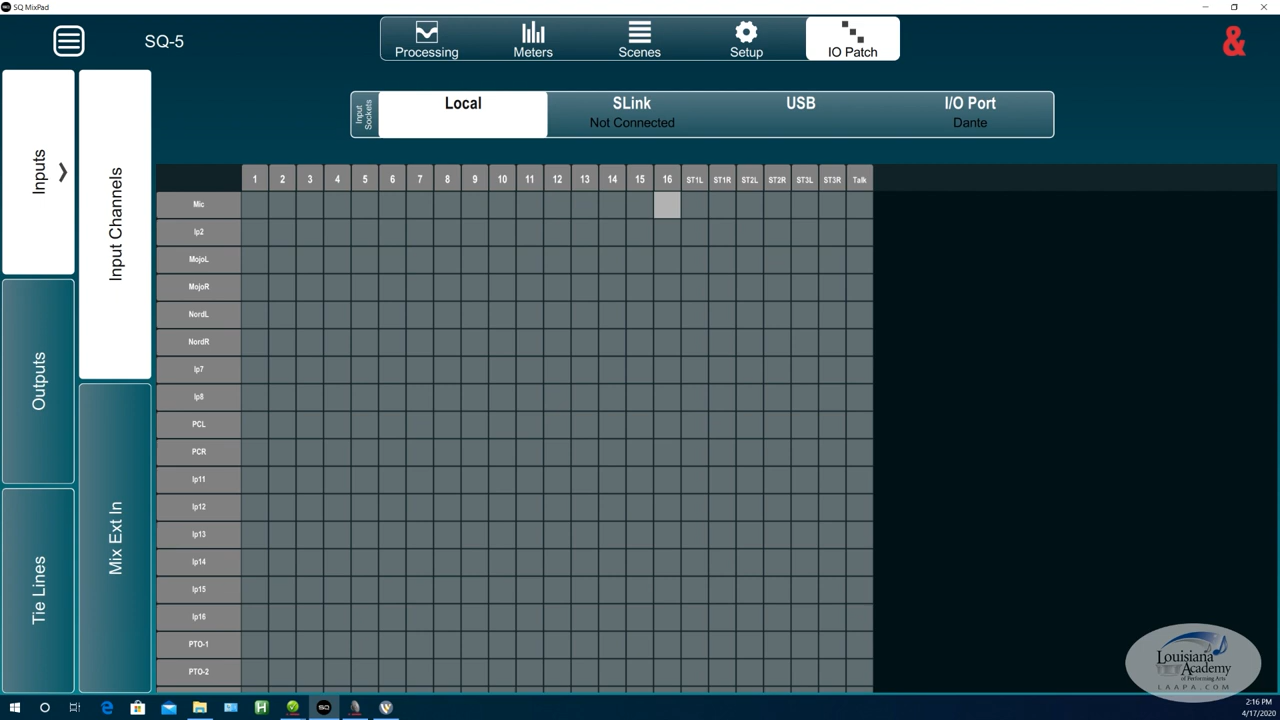 SQ MixPad
SQ-5
Processing
Meters
Scenes
Setup
IO Patch
&
Input Sockets
Local
SLink
Not Connected
USB
I/O Port
Dante
Inputs
Outputs
Tie Lines
Input Channels
Mix Ext In
1 2 3 4 5 6 7 8 9 10 11 12 13 14 15 16 ST1L ST1R ST2L ST2R ST3L ST3R Talk
Mic
Ip2
MojoL
MojoR
NordL
NordR
Ip7
Ip8
PCL
PCR
Ip11
Ip12
Ip13
Ip14
Ip15
Ip16
PTO-1
PTO-2
Louisiana
Academy
of Performing Arts
LAAPA.COM
2:16 PM
4/17/2020